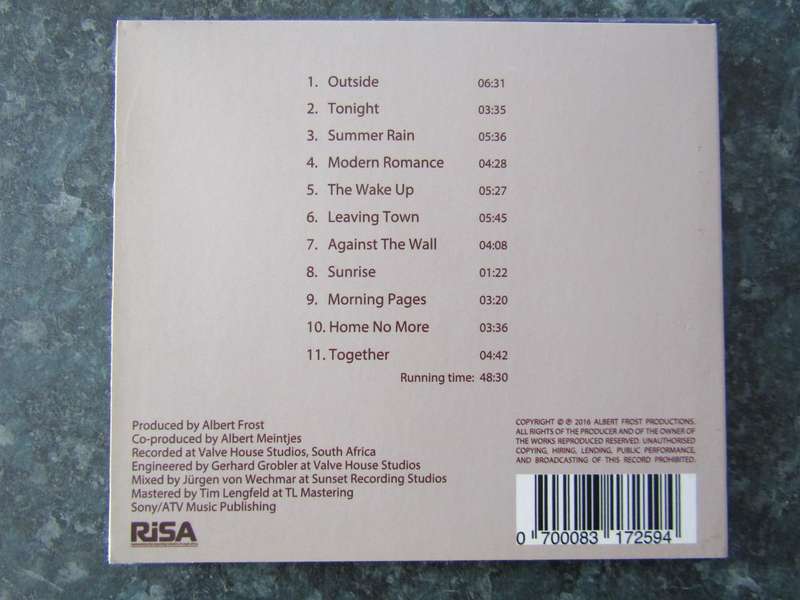 1. Outside 06:31
2. Tonight 03:35
3. Summer Rain 05:36
4. Modern Romance 04:28
5. The Wake Up 05:27
6. Leaving Town 05:45
7. Against The Wall 04:08
8. Sunrise 01:22
9. Morning Pages 03:20
10. Home No More 03:36
11. Together 04:42
Running time: 48:30
Produced by Albert Frost
Co-produced by Albert Meintjes
Recorded at Valve House Studios, South Africa
Engineered by Gerhard Grobler at Valve House Studios
Mixed by Jürgen von Wechmar at Sunset Recording Studios
Mastered by Tim Lengfeld at TL Mastering
Sony/ATV Music Publishing
RiSA
COPYRIGHT © ℗ 2016 ALBERT FROST PRODUCTIONS.
ALL RIGHTS OF THE PRODUCER AND OF THE OWNER OF
THE WORKS REPRODUCED RESERVED. UNAUTHORISED
COPYING, HIRING, LENDING, PUBLIC PERFORMANCE,
AND BROADCASTING OF THIS RECORD PROHIBITED.
0 700083 172594